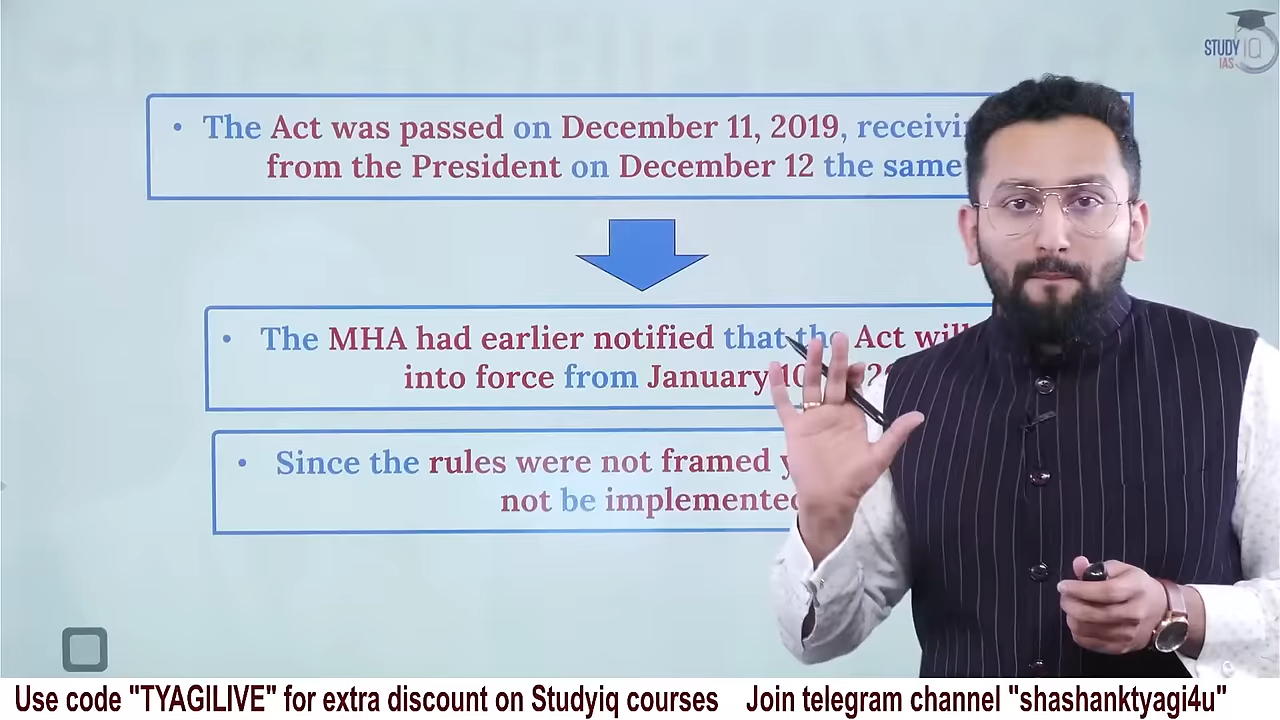 STUDY IQ
IAS
• The Act was passed on December 11, 2019,
from the President on December 12 the same
• The MHA had earlier notified that the Act
into force from January
• Since the rules were not framed
not be implemented
Use code "TYAGILIVE" for extra discount on Studyiq courses Join telegram channel "shashanktyagi4u"